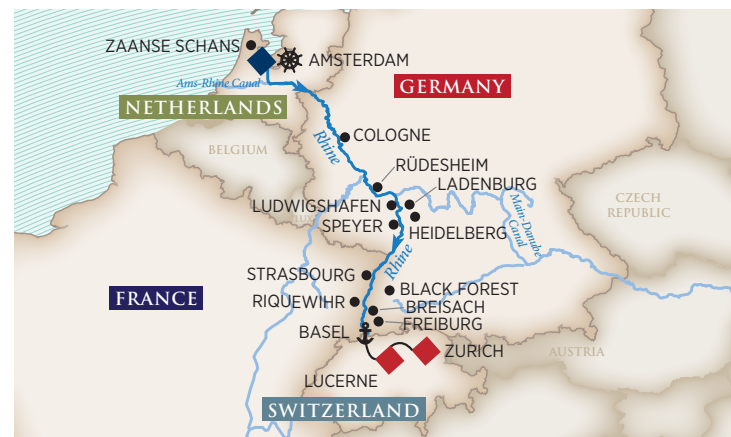 ZAANSE SCHANS
AMSTERDAM
Ams-Rhine Canal
GERMANY
NETHERLANDS
COLOGNE
Rhine
BELGIUM
RÜDESHEIM
LADENBURG
CZECH
REPUBLIC
LUDWIGSHAFEN
LUX
SPEYER
HEIDELBERG
Main-Danube
Canal
Rhine
STRASBOURG
BLACK FOREST
FRANCE
RIQUEWIHR
BREISACH
FREIBURG
BASEL
ZURICH
AUSTRIA
LUCERNE
SWITZERLAND